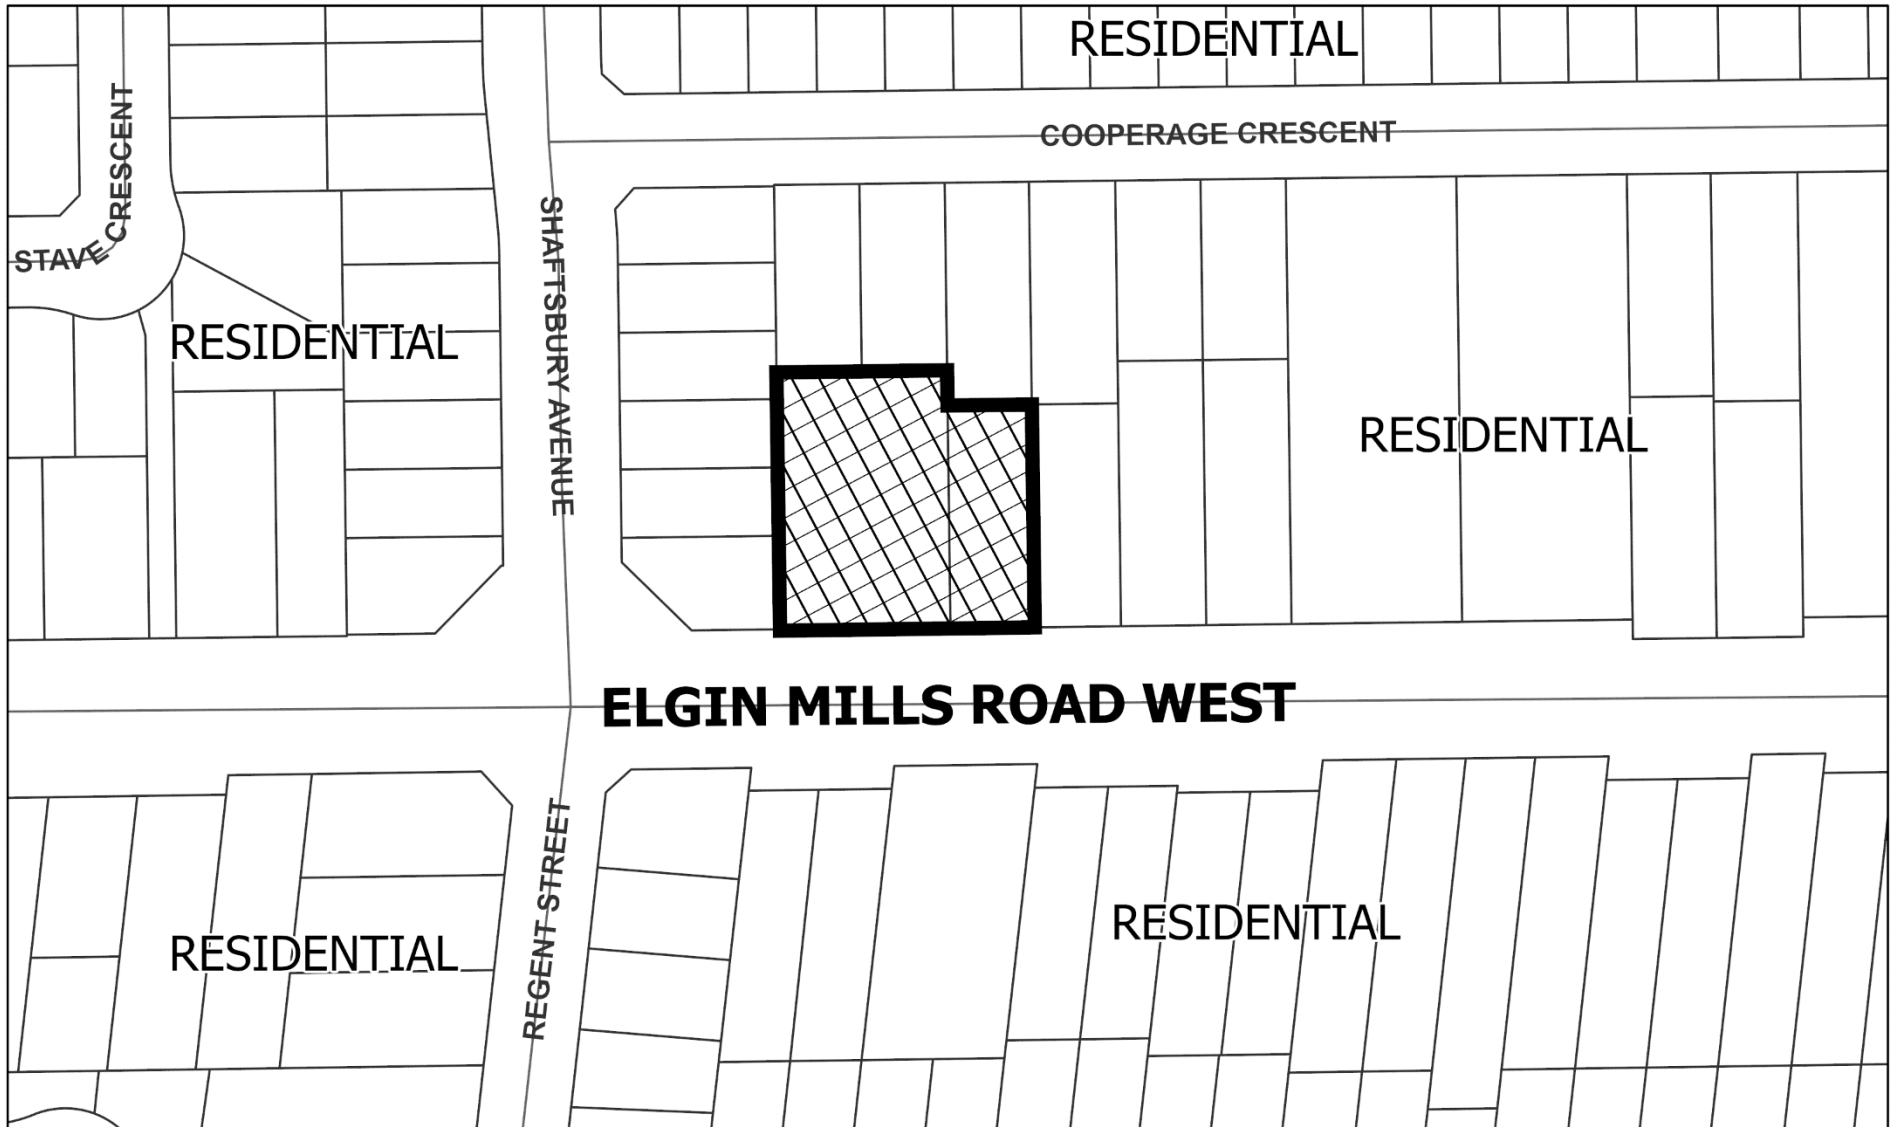 RESIDENTIAL
COOPERAGE CRESCENT
STAVE CRESCENT
SHAFTSBURY AVENUE
RESIDENTIAL
RESIDENTIAL
ELGIN MILLS ROAD WEST
REGENT STREET
RESIDENTIAL
RESIDENTIAL